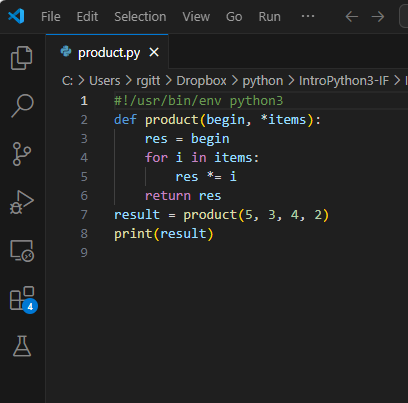 File Edit Selection View Go Run ···
product.py
C: > Users > rgitt > Dropbox > python > IntroPython3-IF >
1 #!/usr/bin/env python3
2 def product(begin, *items):
3     res = begin
4     for i in items:
5         res *= i
6     return res
7 result = product(5, 3, 4, 2)
8 print(result)
9
4